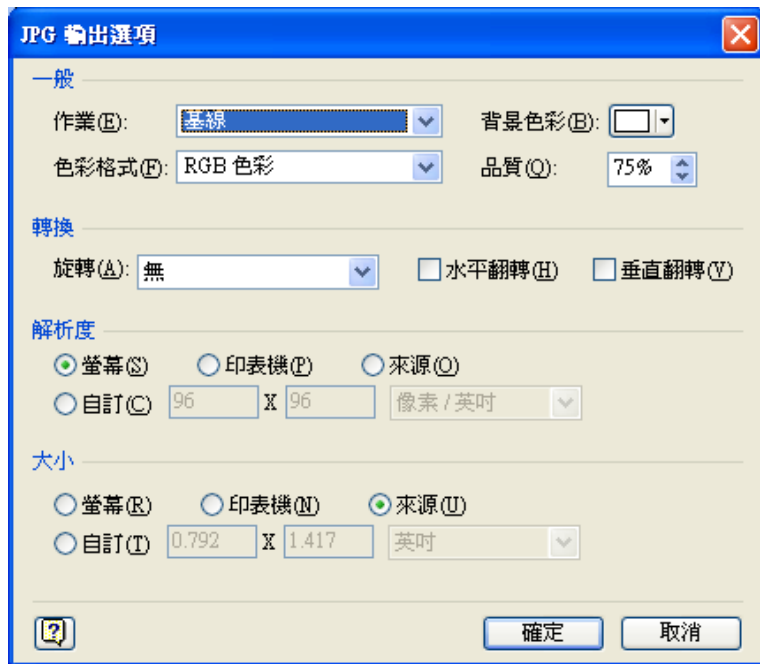 JPG 輸出選項
一般
作業(E): 基線 背景色彩(B):
色彩格式(F): RGB 色彩 品質(Q): 75%
轉換
旋轉(A): 無 水平翻轉(H) 垂直翻轉(V)
解析度
螢幕(S) 印表機(P) 來源(O)
自訂(C) 96 X 96 像素 / 英吋
大小
螢幕(R) 印表機(N) 來源(U)
自訂(T) 0.792 X 1.417 英吋
?
確定 取消